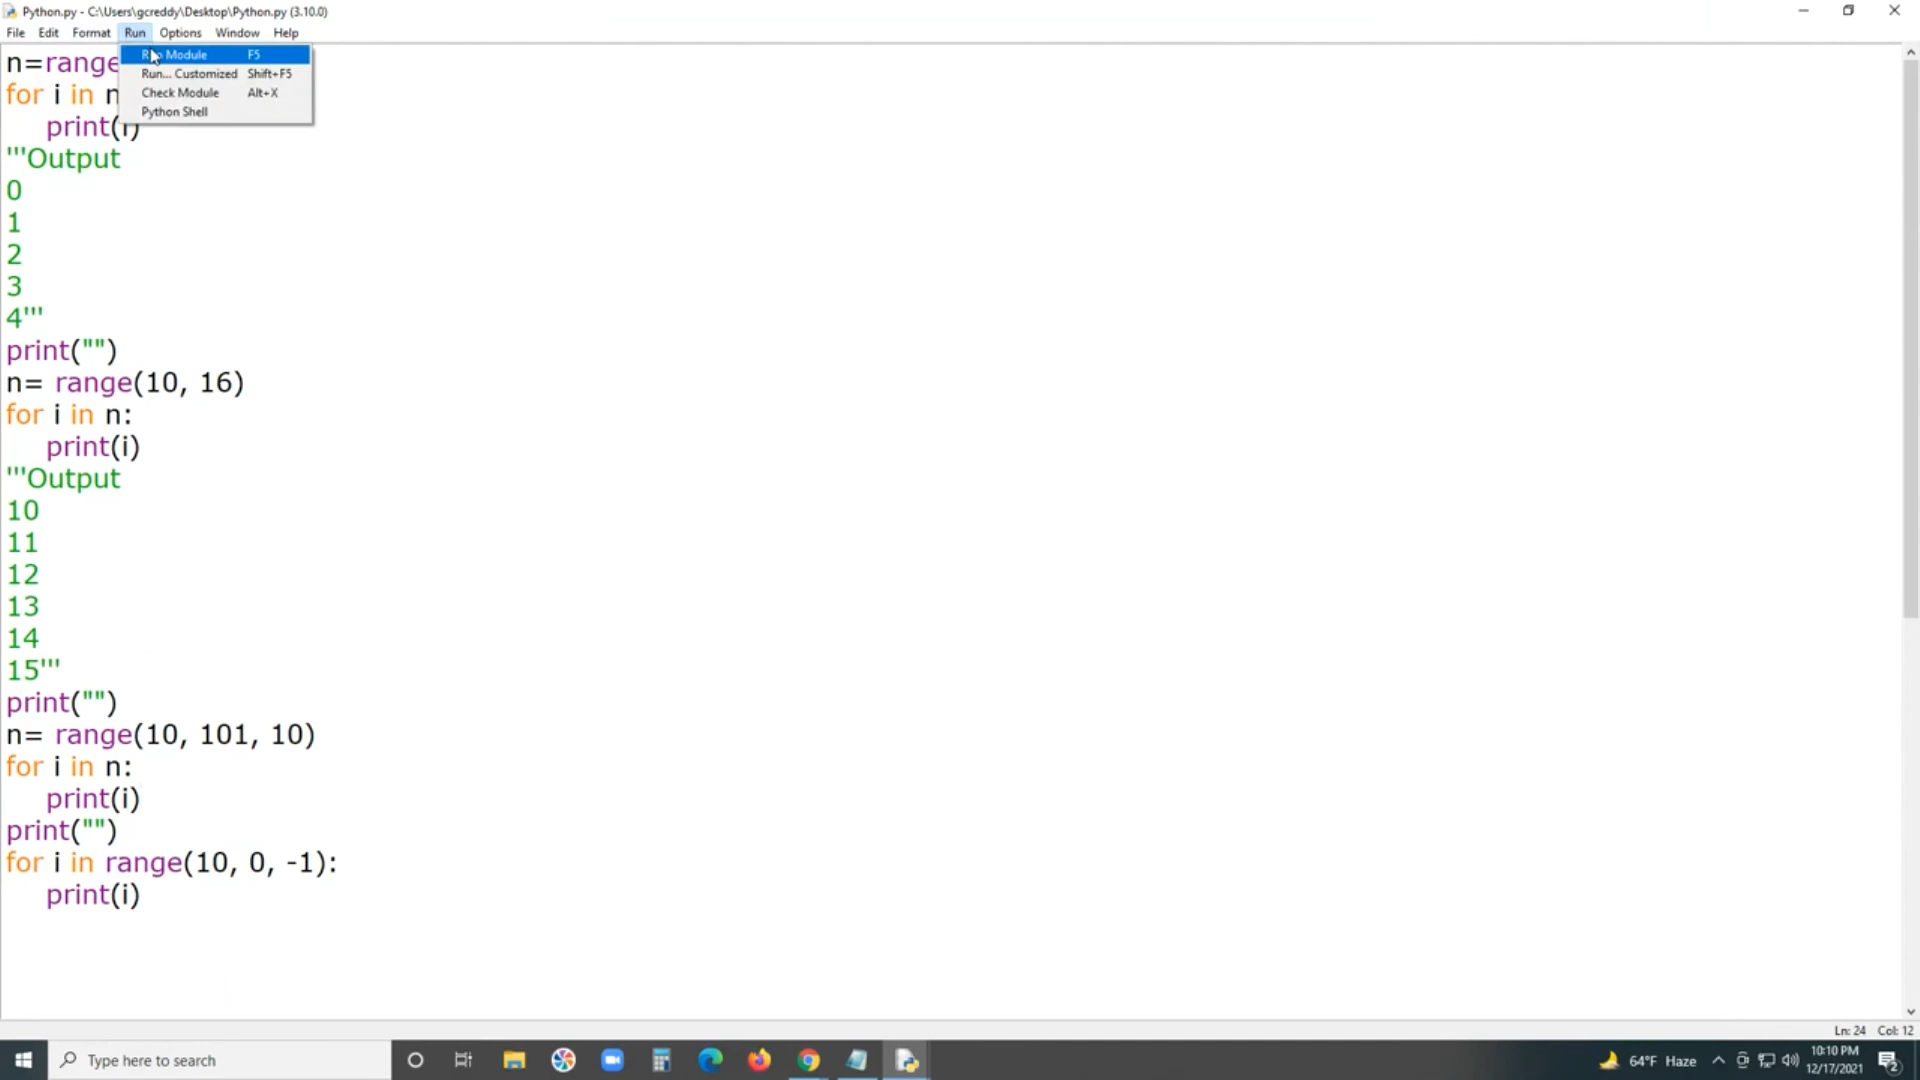 Python.py - C:\Users\gcreddy\Desktop\Python.py (3.10.0)
File Edit Format Run Options Window Help
Module F5
Run... Customized Shift+F5
Check Module Alt+X
Python Shell
n=range
for i in n
print(i)
'''Output
0
1
2
3
4'''
print("")
n= range(10, 16)
for i in n:
print(i)
'''Output
10
11
12
13
14
15'''
print("")
n= range(10, 101, 10)
for i in n:
print(i)
print("")
for i in range(10, 0, -1):
print(i)
Ln: 24 Col: 12
Type here to search
64°F Haze
10:10 PM
12/17/2021
2